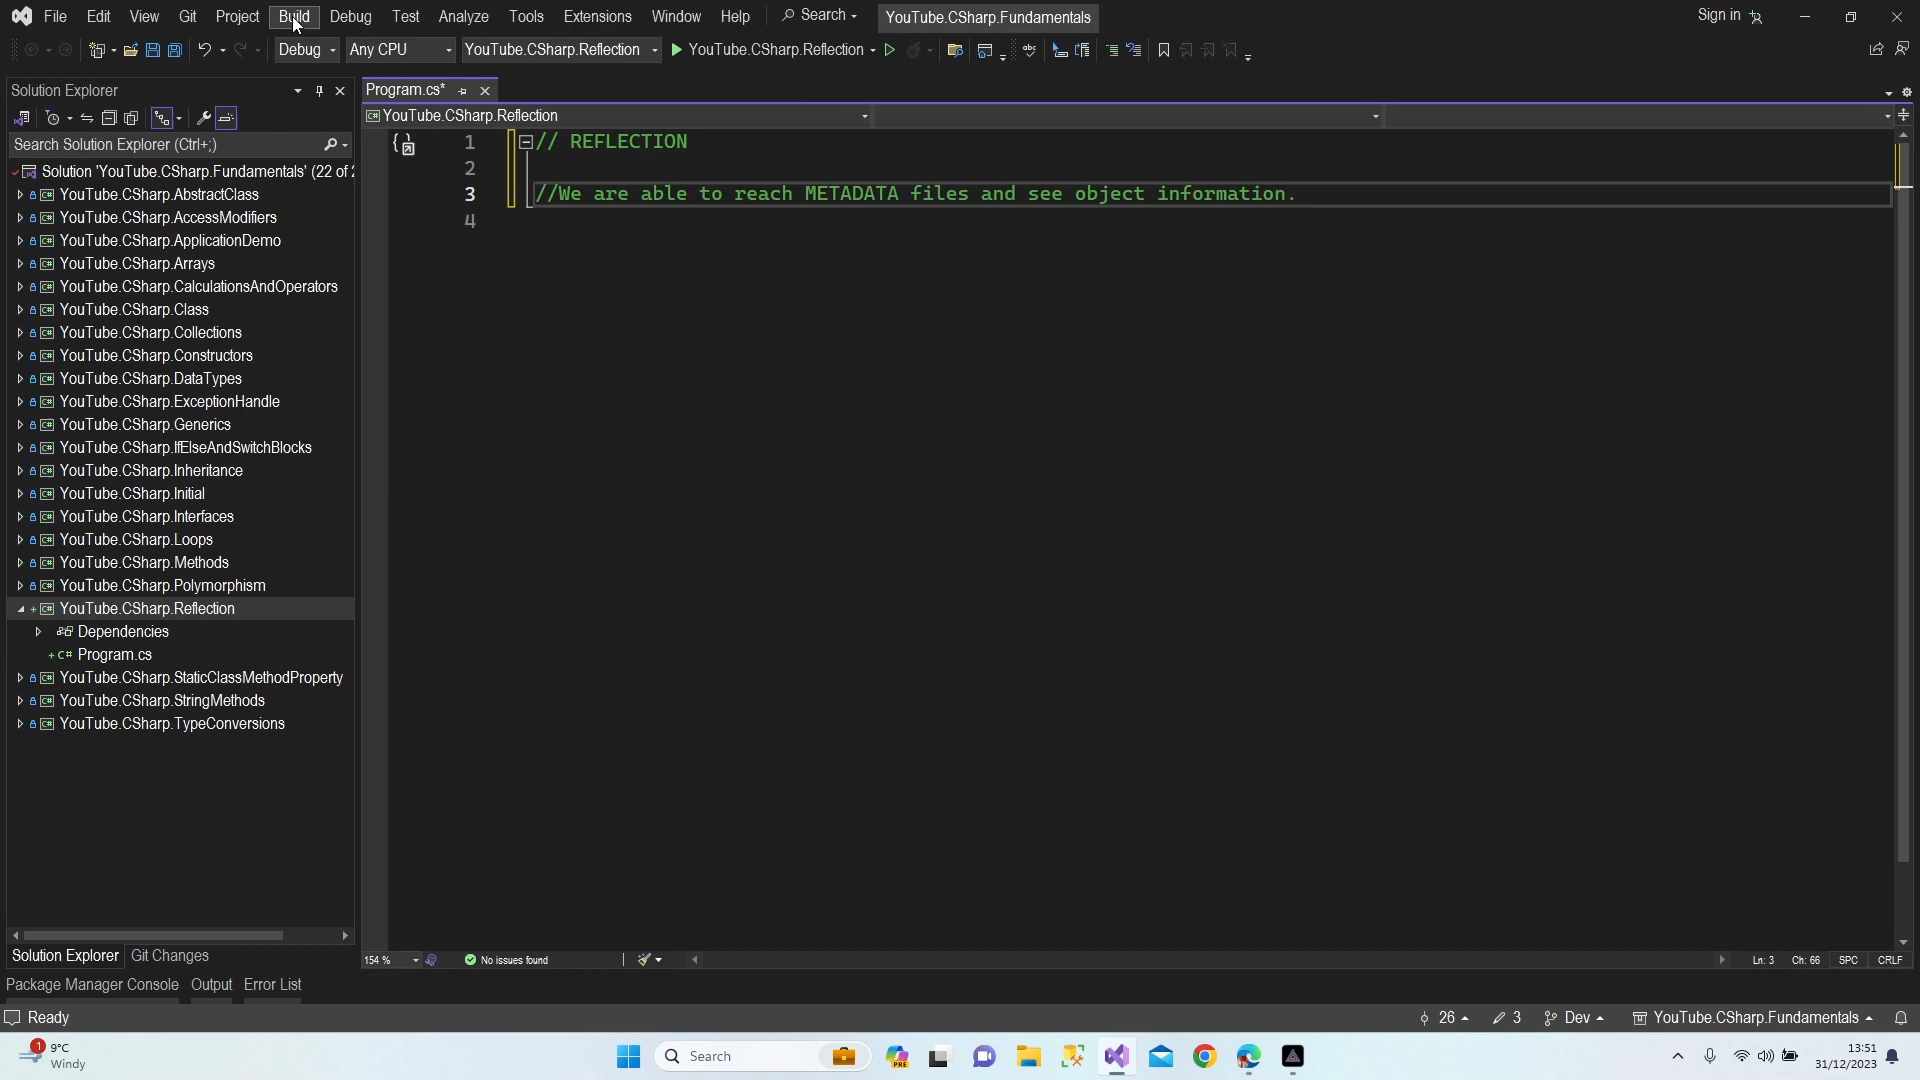 File Edit View Git Project Build Debug Test Analyze Tools Extensions Window Help Search YouTube.CSharp.Fundamentals Sign in
Debug Any CPU YouTube.CSharp.Reflection YouTube.CSharp.Reflection
Solution Explorer
Program.cs*
YouTube.CSharp.Reflection
Search Solution Explorer (Ctrl+;)
Solution 'YouTube.CSharp.Fundamentals' (22 of 2
YouTube.CSharp.AbstractClass
YouTube.CSharp.AccessModifiers
YouTube.CSharp.ApplicationDemo
YouTube.CSharp.Arrays
YouTube.CSharp.CalculationsAndOperators
YouTube.CSharp.Class
YouTube.CSharp.Collections
YouTube.CSharp.Constructors
YouTube.CSharp.DataTypes
YouTube.CSharp.ExceptionHandle
YouTube.CSharp.Generics
YouTube.CSharp.IfElseAndSwitchBlocks
YouTube.CSharp.Inheritance
YouTube.CSharp.Initial
YouTube.CSharp.Interfaces
YouTube.CSharp.Loops
YouTube.CSharp.Methods
YouTube.CSharp.Polymorphism
YouTube.CSharp.Reflection
Dependencies
C# Program.cs
YouTube.CSharp.StaticClassMethodProperty
YouTube.CSharp.StringMethods
YouTube.CSharp.TypeConversions
1 // REFLECTION
2
3 //We are able to reach METADATA files and see object information.
4
Solution Explorer Git Changes
154 % No issues found Ln: 3 Ch: 66 SPC CRLF
Package Manager Console Output Error List
Ready 26 3 Dev YouTube.CSharp.Fundamentals
1 9°C
Windy
Search
PRE
13:51
31/12/2023